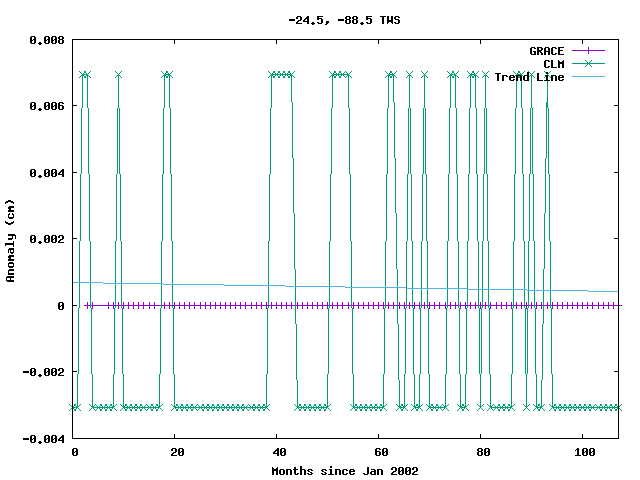 -24.5, -88.5 TWS
0.008
0.006
0.004
0.002
0
-0.002
-0.004
Anomaly (cm)
GRACE
CLM
Trend Line
0 20 40 60 80 100
Months since Jan 2002